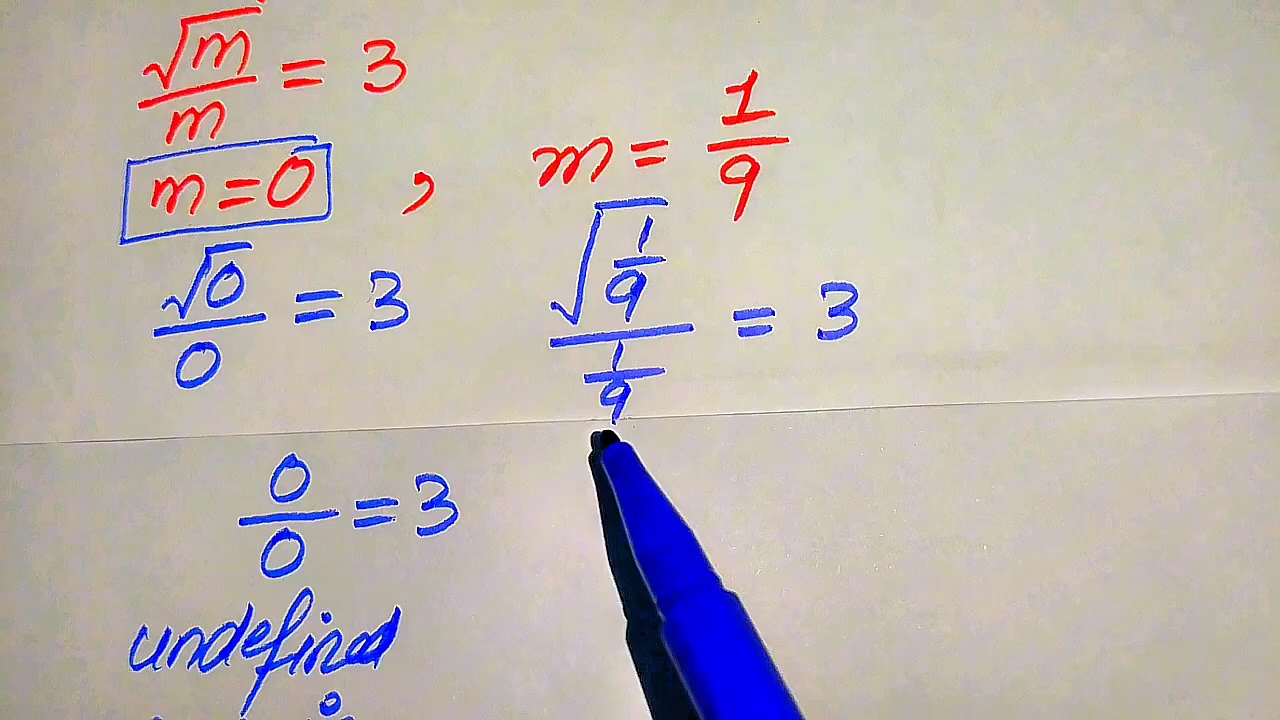 √m/m = 3
m=0 , m= 1/9
√0/0 = 3
√(1/9)/(1/9) = 3
0/0 = 3
undefined